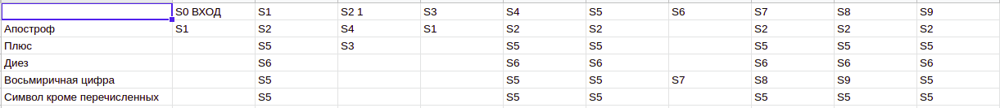 S0 ВХОД S1 S2 1 S3 S4 S5 S6 S7 S8 S9
Апостроф S1 S2 S4 S1 S2 S2 S2 S2 S2
Плюс S5 S3 S5 S5 S5 S5 S5
Диез S6 S6 S6 S6 S6 S6
Восьмиричная цифра S5 S5 S5 S7 S8 S9 S5
Символ кроме перечисленных S5 S5 S5 S5 S5 S5